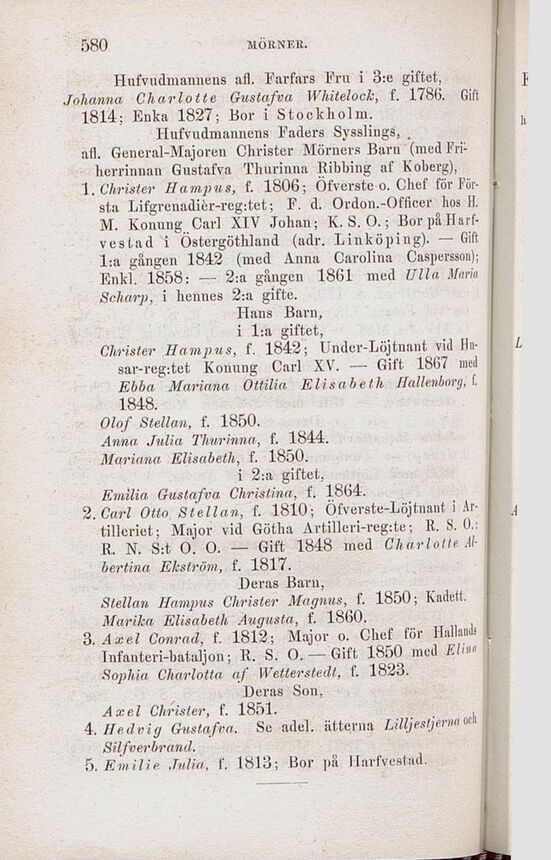 580
MÖRNER.
Hufvudmannens afl. Farfars Fru i 3:e giftet,
Johanna Charlotte Gustafva Whitelock, f. 1786. Gift
1814; Enka 1827; Bor i Stockholm.
Hufvudmannens Faders Sysslings,
afl. General-Majoren Christer Mörners Barn (med Fri-
herrinnan Gustafva Thurinna Ribbing af Koberg),
1. Christer Hampus, f. 1806; Öfverste o. Chef för För-
sta Lifgrenadièr-reg:tet; F. d. Ordon.-Officer hos H.
M. Konung Carl XIV Johan; K. S. O.; Bor på Harf-
vestad i Östergöthland (adr. Linköping). — Gift
1:a gången 1842 (med Anna Carolina Caspersson);
Enkl. 1858: — 2:a gången 1861 med Ulla Maria
Scharp, i hennes 2:a gifte.
Hans Barn,
i 1:a giftet,
Christer Hampus, f. 1842; Under-Löjtnant vid Hu-
sar-reg:tet Konung Carl XV. — Gift 1867 med
Ebba Mariana Ottilia Elisabeth Hallenborg, f.
1848.
Olof Stellan, f. 1850.
Anna Julia Thurinna, f. 1844.
Mariana Elisabeth, f. 1850.
i 2:a giftet,
Emilia Gustafva Christina, f. 1864.
2. Carl Otto Stellan, f. 1810; Öfverste-Löjtnant i Ar-
tilleriet; Major vid Götha Artilleri-reg:te; R. S. O.;
R. N. S:t O. O. — Gift 1848 med Charlotte Al-
bertina Ekström, f. 1817.
Deras Barn,
Stellan Hampus Christer Magnus, f. 1850; Kadett.
Marika Elisabeth Augusta, f. 1860.
3. Axel Conrad, f. 1812; Major o. Chef för Hallands
Infanteri-bataljon; R. S. O. — Gift 1850 med Elina
Sophia Charlotta af Wetterstedt, f. 1823.
Deras Son,
Axel Christer, f. 1851.
4. Hedvig Gustafva. Se adel. ätterna Lilljestjerna och
Silfverbrand.
5. Emilie Julia, f. 1813; Bor på Harfvestad.